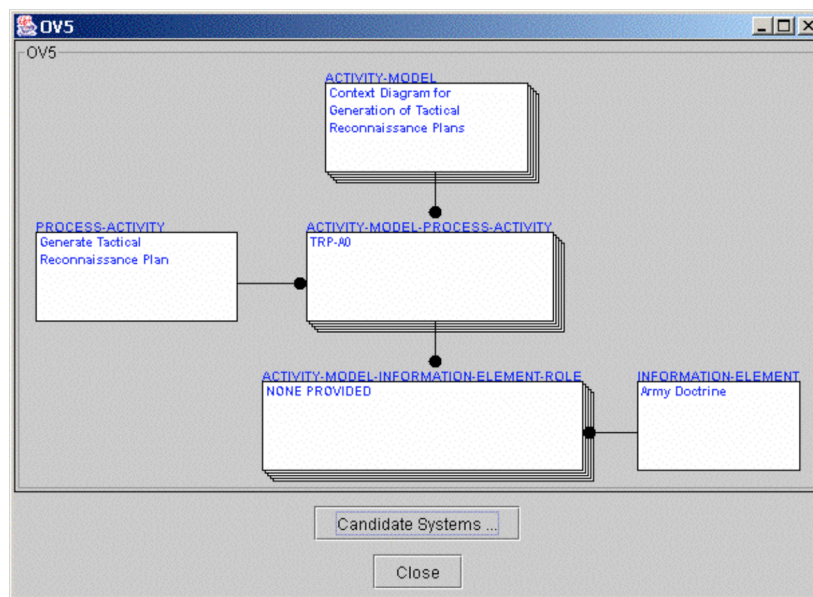 OV5
OV5
ACTIVITY-MODEL
Context Diagram for
Generation of Tactical
Reconnaissance Plans
PROCESS-ACTIVITY
Generate Tactical
Reconnaissance Plan
ACTIVITY-MODEL-PROCESS-ACTIVITY
TRP-A0
ACTIVITY-MODEL-INFORMATION-ELEMENT-ROLE
NONE PROVIDED
INFORMATION-ELEMENT
Army Doctrine
Candidate Systems ...
Close